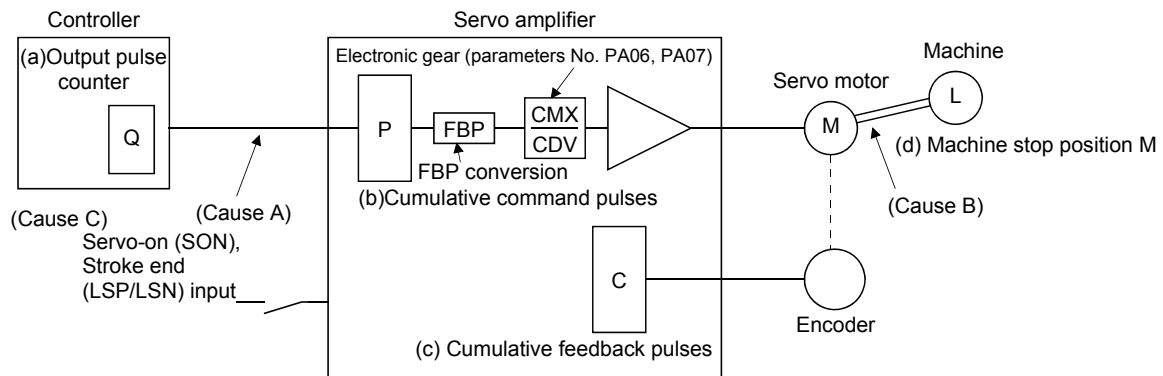 Controller
Servo amplifier
(a)Output pulse
counter
Q
Electronic gear (parameters No. PA06, PA07)
P
FBP
CMX
CDV
FBP conversion
(b)Cumulative command pulses
Machine
Servo motor
L
M
(d) Machine stop position M
(Cause A)
(Cause B)
(Cause C)
Servo-on (SON),
Stroke end
(LSP/LSN) input
C
Encoder
(c) Cumulative feedback pulses